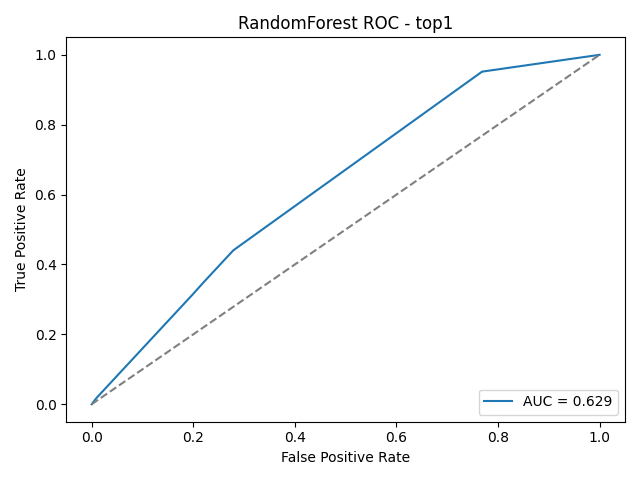 RandomForest ROC - top1
True Positive Rate
1.0
0.8
0.6
0.4
0.2
0.0
0.0 0.2 0.4 0.6 0.8 1.0
False Positive Rate
AUC = 0.629